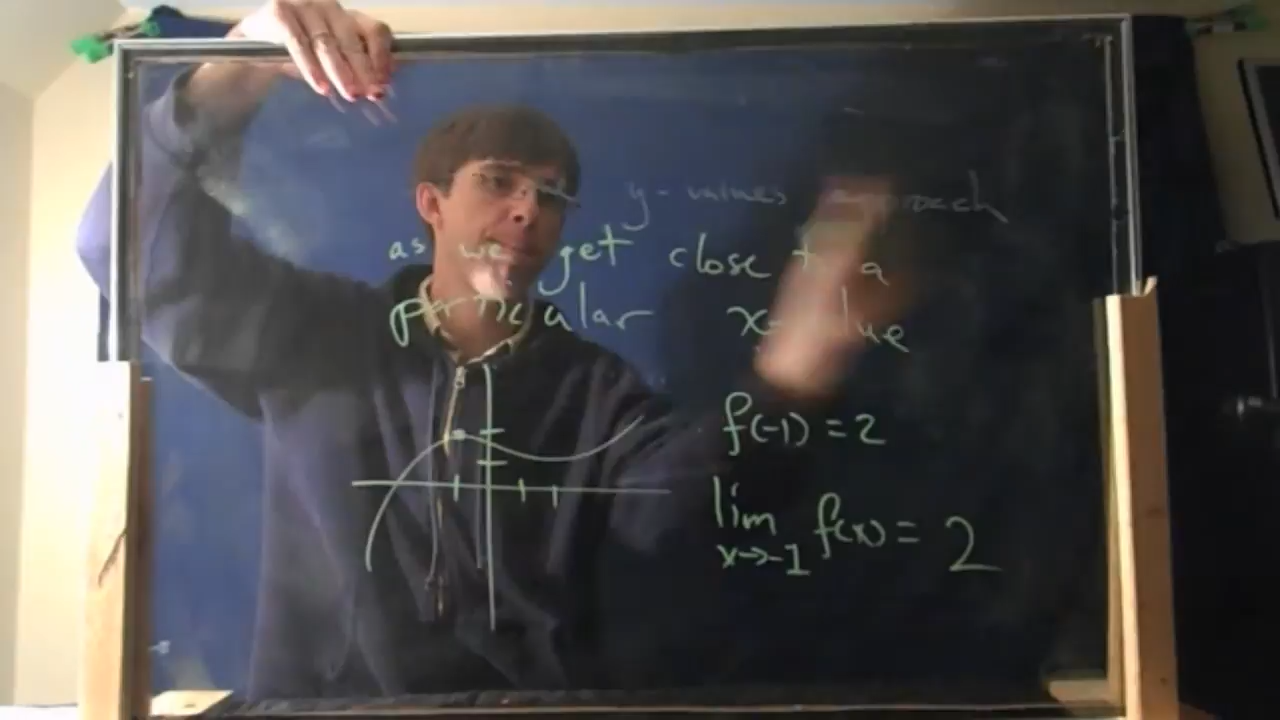 y-values approach
as we get close to a
particular x-value
f(-1) = 2
lim f(x) = 2
x→-1